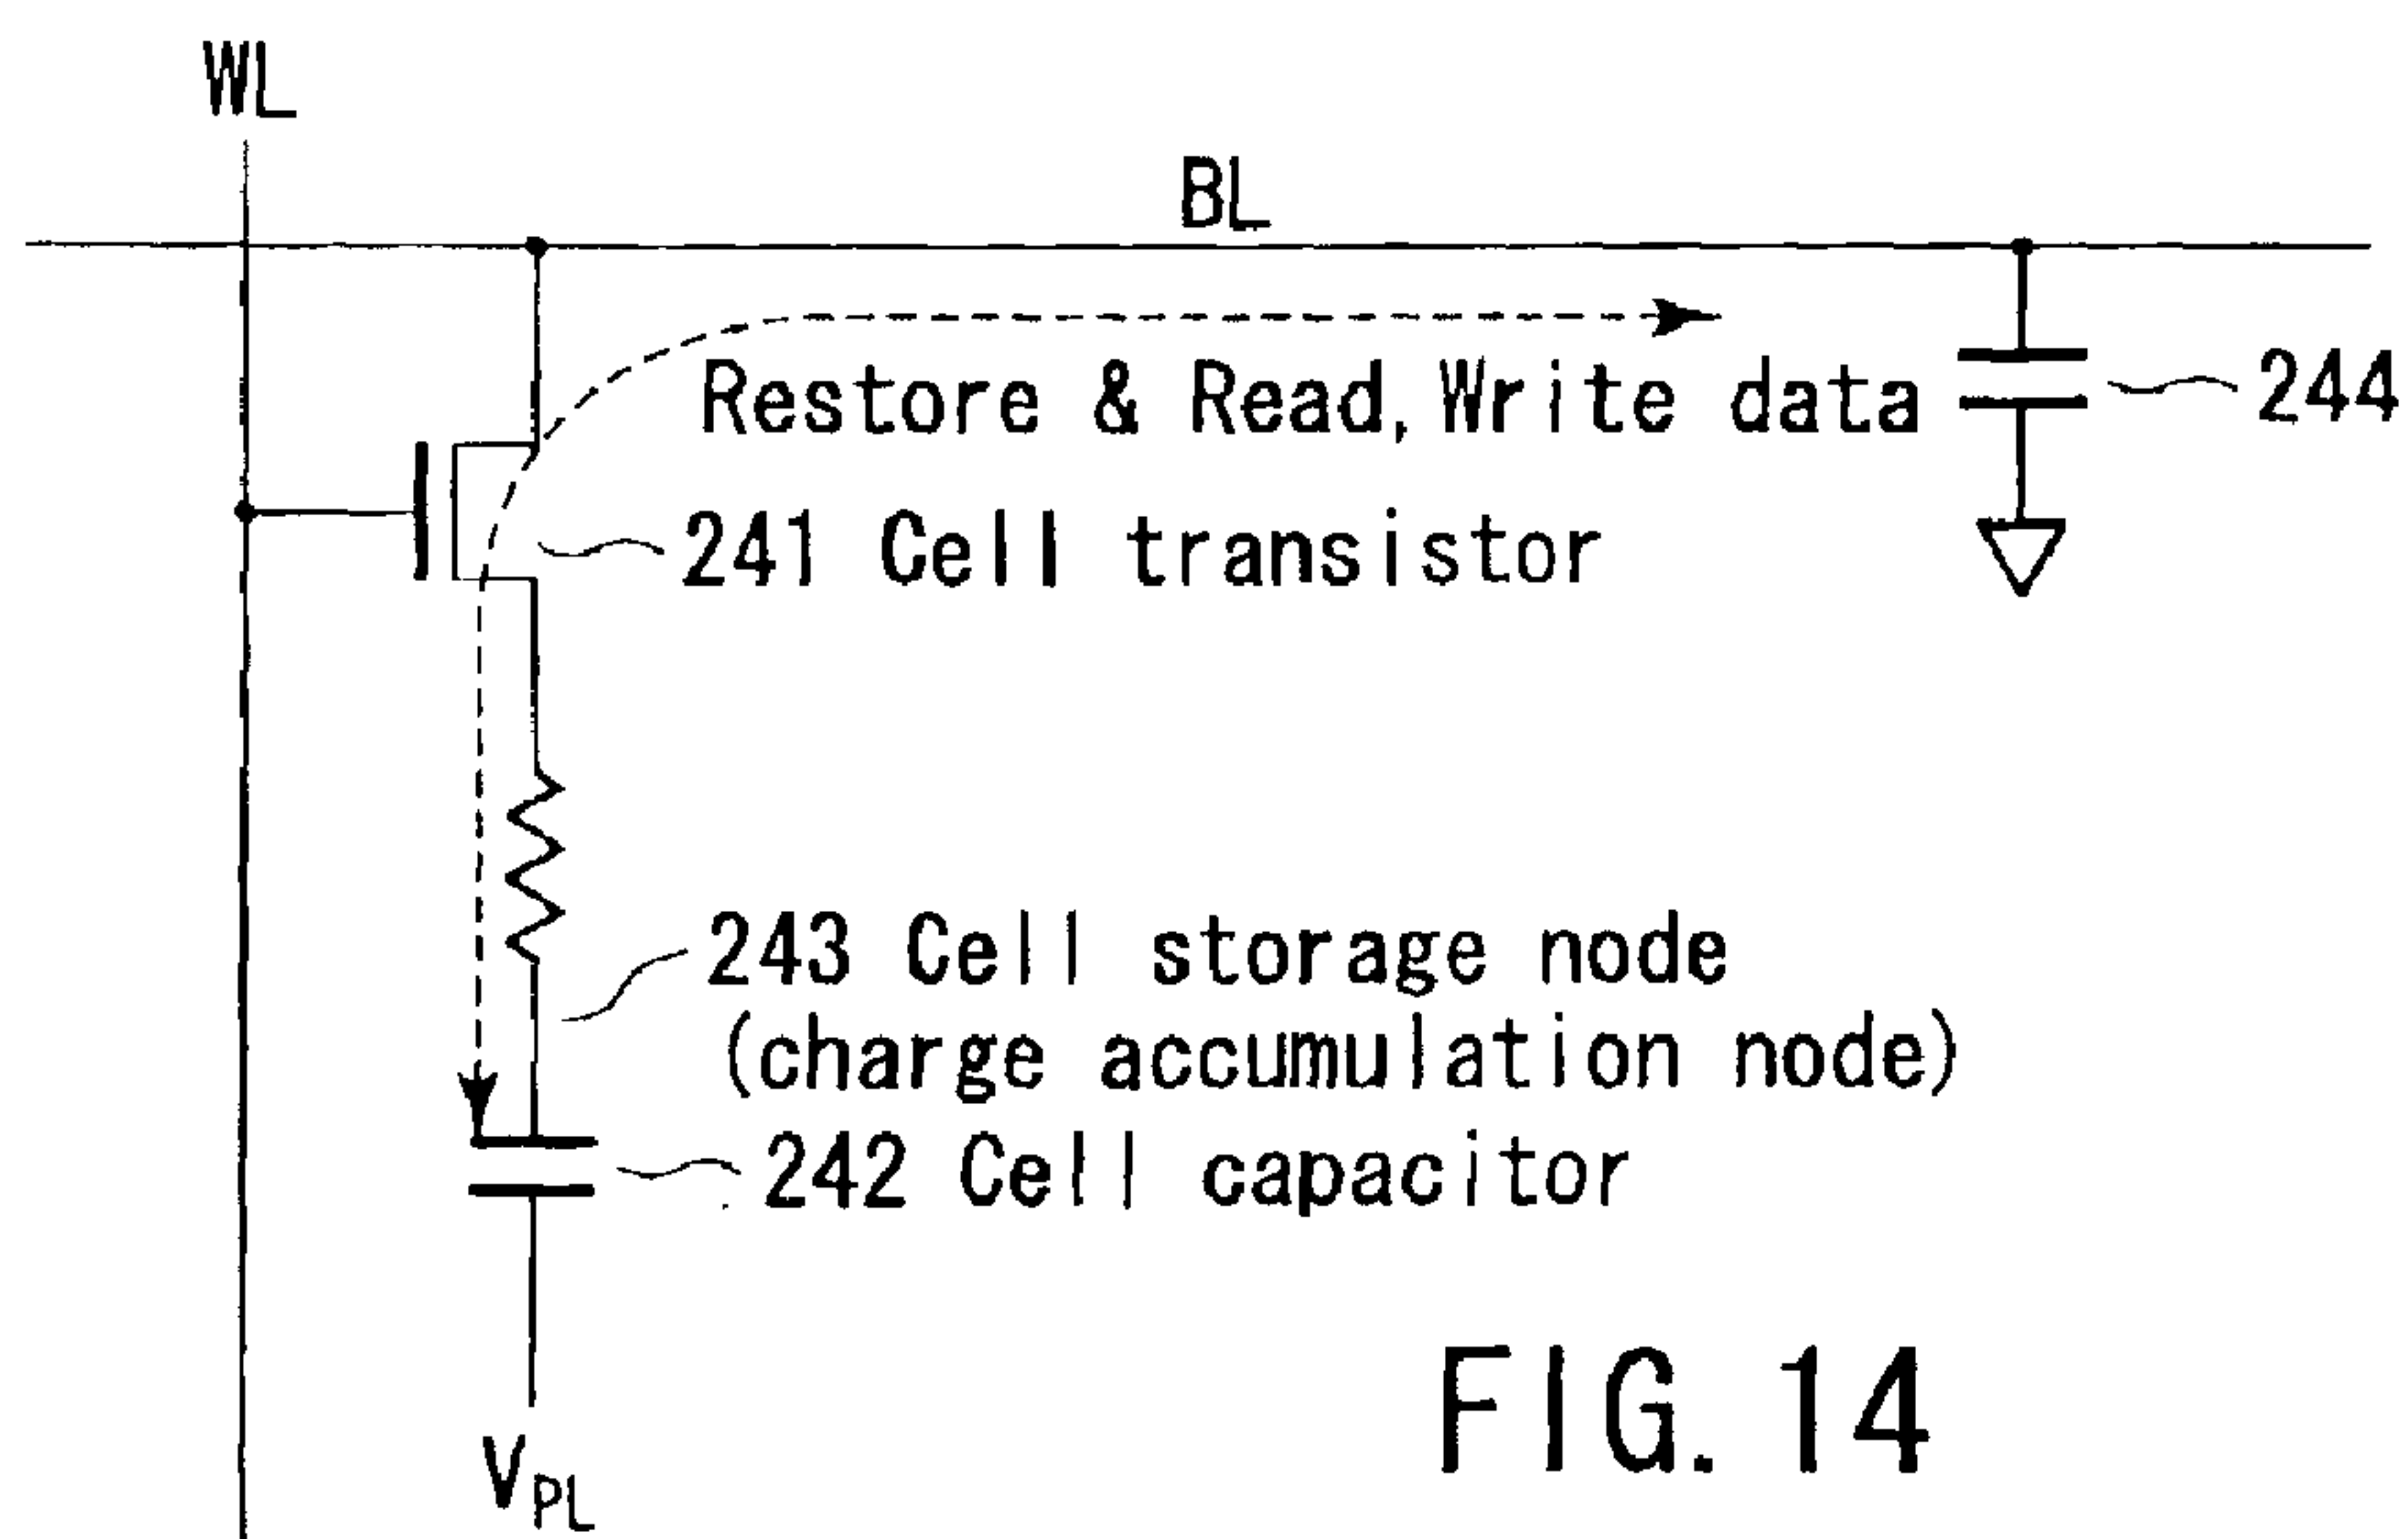 WL
BL
Restore & Read, Write data
244
241 Cell transistor
243 Cell storage node
(charge accumulation node)
242 Cell capacitor
VPL
FIG. 14